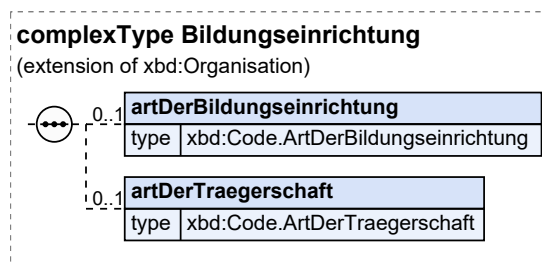 complexType Bildungseinrichtung
(extension of xbd:Organisation)
0..1 artDerBildungseinrichtung
type xbd:Code.ArtDerBildungseinrichtung
0..1 artDerTraegerschaft
type xbd:Code.ArtDerTraegerschaft